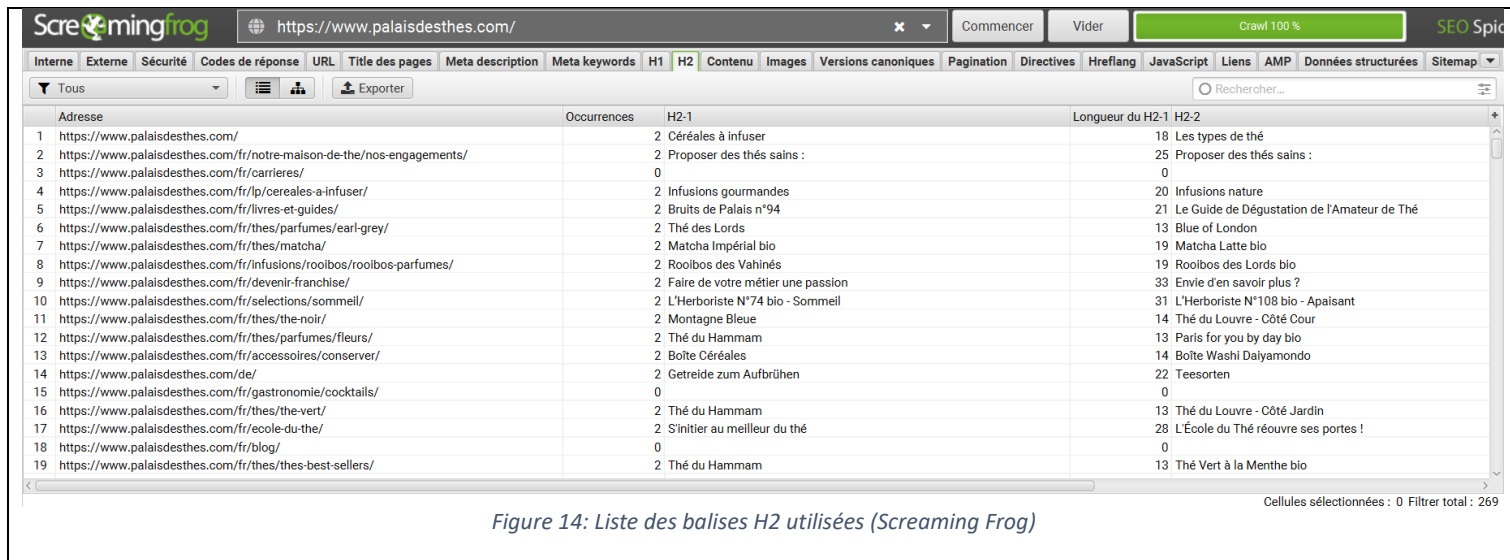 Screamingfrog https://www.palaisdesthes.com/ Commencer Vider Crawl 100 % SEO Spid
Interne Externe Sécurité Codes de réponse URL Title des pages Meta description Meta keywords H1 H2 Contenu Images Versions canoniques Pagination Directives Hreflang JavaScript Liens AMP Données structurées Sitemap
Tous Exporter Rechercher...
Adresse Occurrences H2-1 Longueur du H2-1 H2-2
1 https://www.palaisdesthes.com/ 2 Céréales à infuser 18 Les types de thé
2 https://www.palaisdesthes.com/fr/notre-maison-de-the/nos-engagements/ 2 Proposer des thés sains : 25 Proposer des thés sains :
3 https://www.palaisdesthes.com/fr/carrieres/ 0 0
4 https://www.palaisdesthes.com/fr/lp/cereales-a-infuser/ 2 Infusions gourmandes 20 Infusions nature
5 https://www.palaisdesthes.com/fr/livres-et-guides/ 2 Bruits de Palais n°94 21 Le Guide de Dégustation de l'Amateur de Thé
6 https://www.palaisdesthes.com/fr/thes/parfumes/earl-grey/ 2 Thé des Lords 13 Blue of London
7 https://www.palaisdesthes.com/fr/thes/matcha/ 2 Matcha Impérial bio 19 Matcha Latte bio
8 https://www.palaisdesthes.com/fr/infusions/rooibos/rooibos-parfumes/ 2 Rooibos des Vahinés 19 Rooibos des Lords bio
9 https://www.palaisdesthes.com/fr/devenir-franchise/ 2 Faire de votre métier une passion 33 Envie d'en savoir plus ?
10 https://www.palaisdesthes.com/fr/selections/sommeil/ 2 L'Herboriste N°74 bio - Sommeil 31 L'Herboriste N°108 bio - Apaisant
11 https://www.palaisdesthes.com/fr/thes/the-noir/ 2 Montagne Bleue 14 Thé du Louvre - Côté Cour
12 https://www.palaisdesthes.com/fr/thes/parfumes/fleurs/ 2 Thé du Hammam 13 Paris for you by day bio
13 https://www.palaisdesthes.com/fr/accessoires/conserver/ 2 Boîte Céréales 14 Boîte Washi Daiyamondo
14 https://www.palaisdesthes.com/de/ 2 Getreide zum Aufbrühen 22 Teesorten
15 https://www.palaisdesthes.com/fr/gastronomie/cocktails/ 0 0
16 https://www.palaisdesthes.com/fr/thes/the-vert/ 2 Thé du Hammam 13 Thé du Louvre - Côté Jardin
17 https://www.palaisdesthes.com/fr/ecole-du-the/ 2 S'initier au meilleur du thé 28 L'École du Thé réouvre ses portes !
18 https://www.palaisdesthes.com/fr/blog/ 0 0
19 https://www.palaisdesthes.com/fr/thes/thes-best-sellers/ 2 Thé du Hammam 13 Thé Vert à la Menthe bio
Cellules sélectionnées : 0 Filtrer total : 269
Figure 14: Liste des balises H2 utilisées (Screaming Frog)